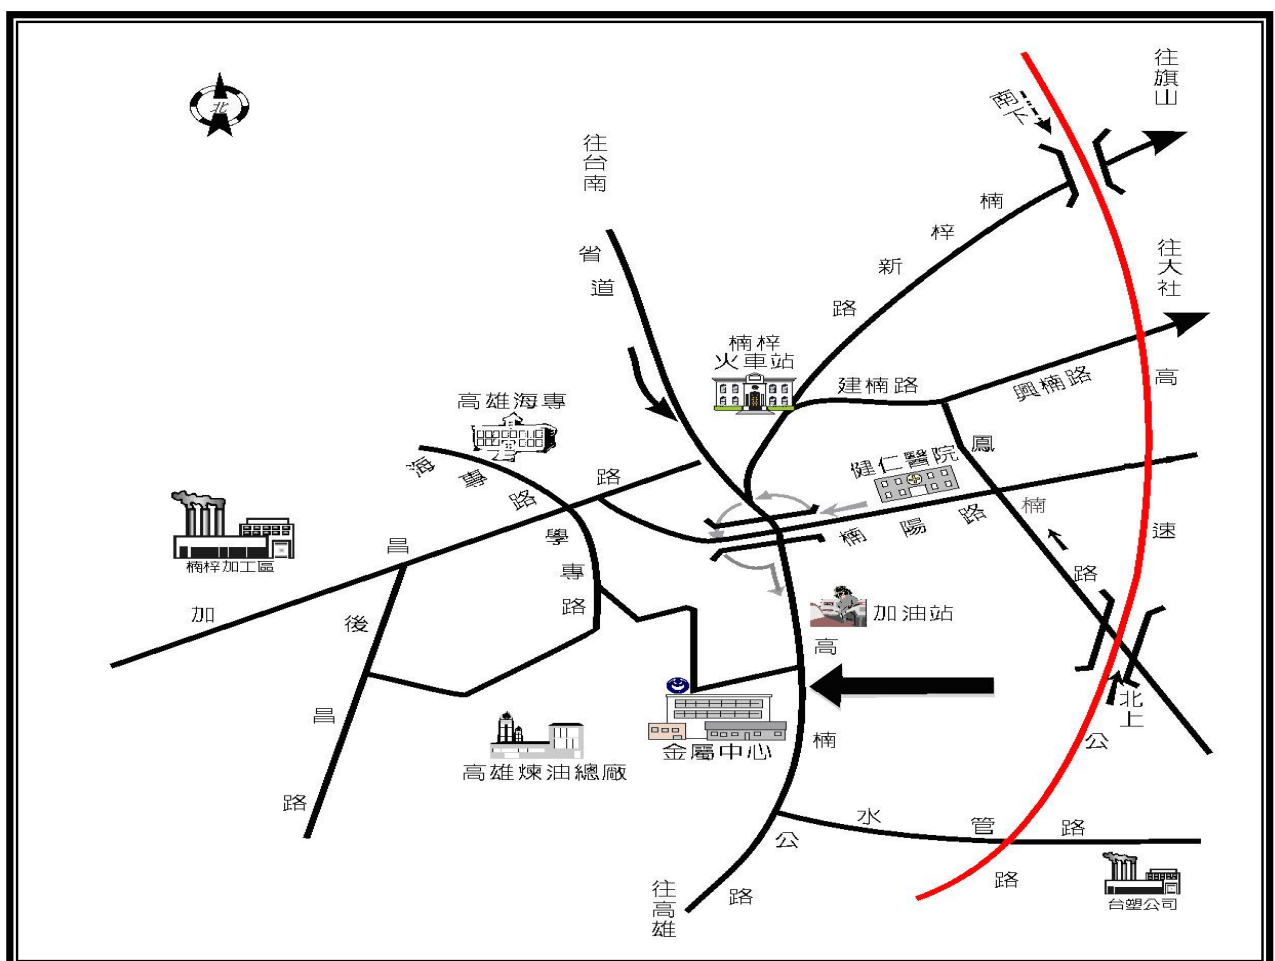 北
往旗山
南下
往台南
省道
楠梓新路
往大社
楠梓
火車站
建楠路
興楠路
高速公路
高雄海專
海專路
健仁醫院
鳳楠路
楠陽路
加昌路
學專路
楠梓加工區
後昌路
加油站
高楠公路
北上
金屬中心
高雄煉油總廠
水管路
台塑公司
往高雄